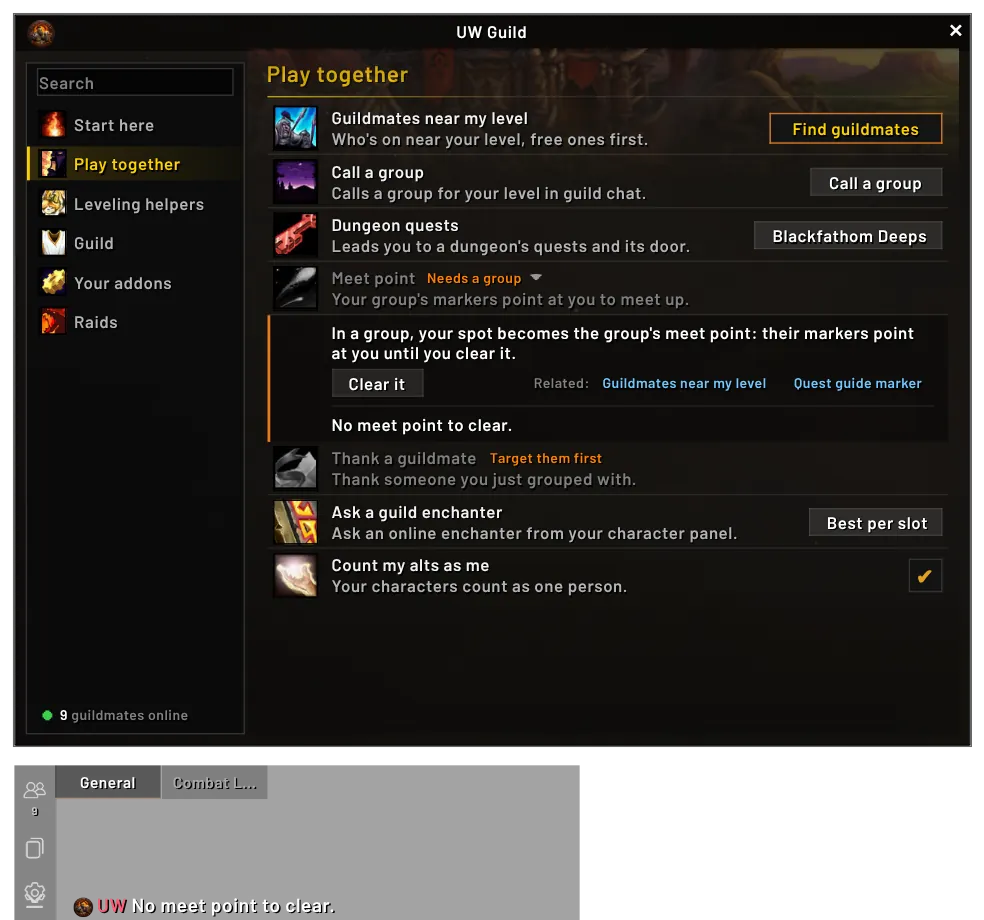 UW Guild
Search
Start here
Play together
Leveling helpers
Guild
Your addons
Raids
9 guildmates online
Play together
Guildmates near my level
Who's on near your level, free ones first.
Find guildmates
Call a group
Calls a group for your level in guild chat.
Call a group
Dungeon quests
Leads you to a dungeon's quests and its door.
Blackfathom Deeps
Meet point Needs a group
Your group's markers point at you to meet up.
In a group, your spot becomes the group's meet point: their markers point
at you until you clear it.
Clear it
Related: Guildmates near my level Quest guide marker
No meet point to clear.
Thank a guildmate Target them first
Thank someone you just grouped with.
Ask a guild enchanter
Ask an online enchanter from your character panel.
Best per slot
Count my alts as me
Your characters count as one person.
General
Combat L...
9
UW No meet point to clear.